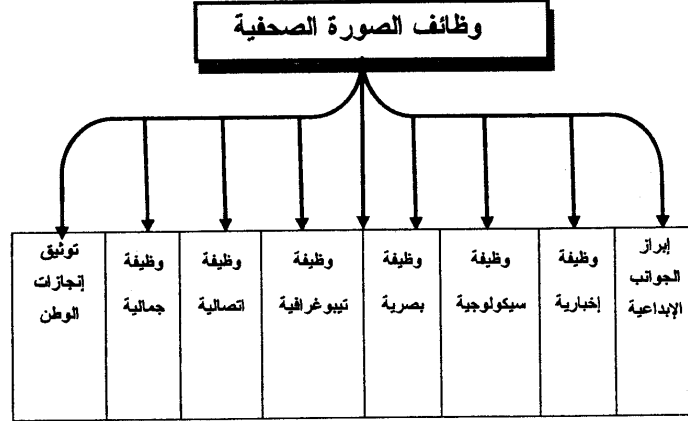 وظائف الصورة الصحفية
إبراز
الجوانب
الإبداعية
وظيفة
إخبارية
وظيفة
سيكولوجية
وظيفة
بصرية
وظيفة
تيبوغرافية
وظيفة
اتصالية
وظيفة
جمالية
توثيق
إنجازات
الوطن